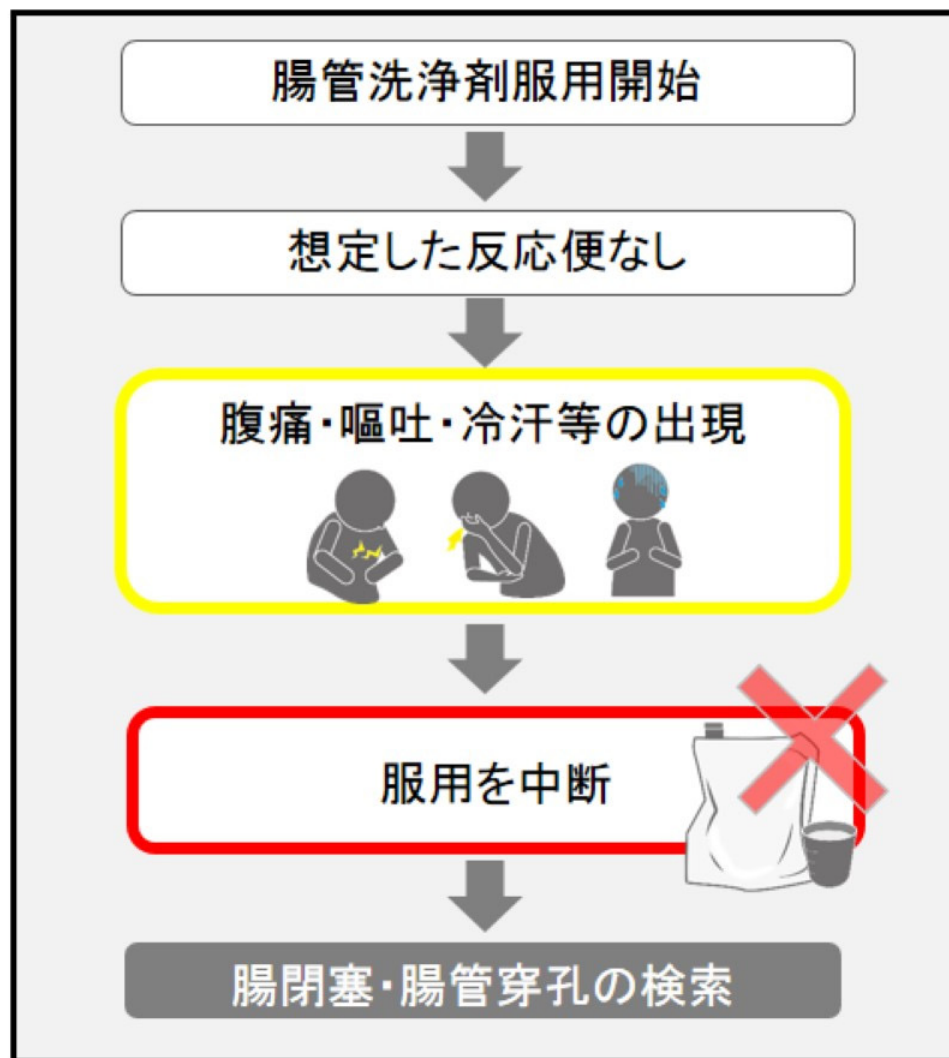 腸管洗浄剤服用開始
想定した反応便なし
腹痛・嘔吐・冷汗等の出現
服用を中断
腸閉塞・腸管穿孔の検索